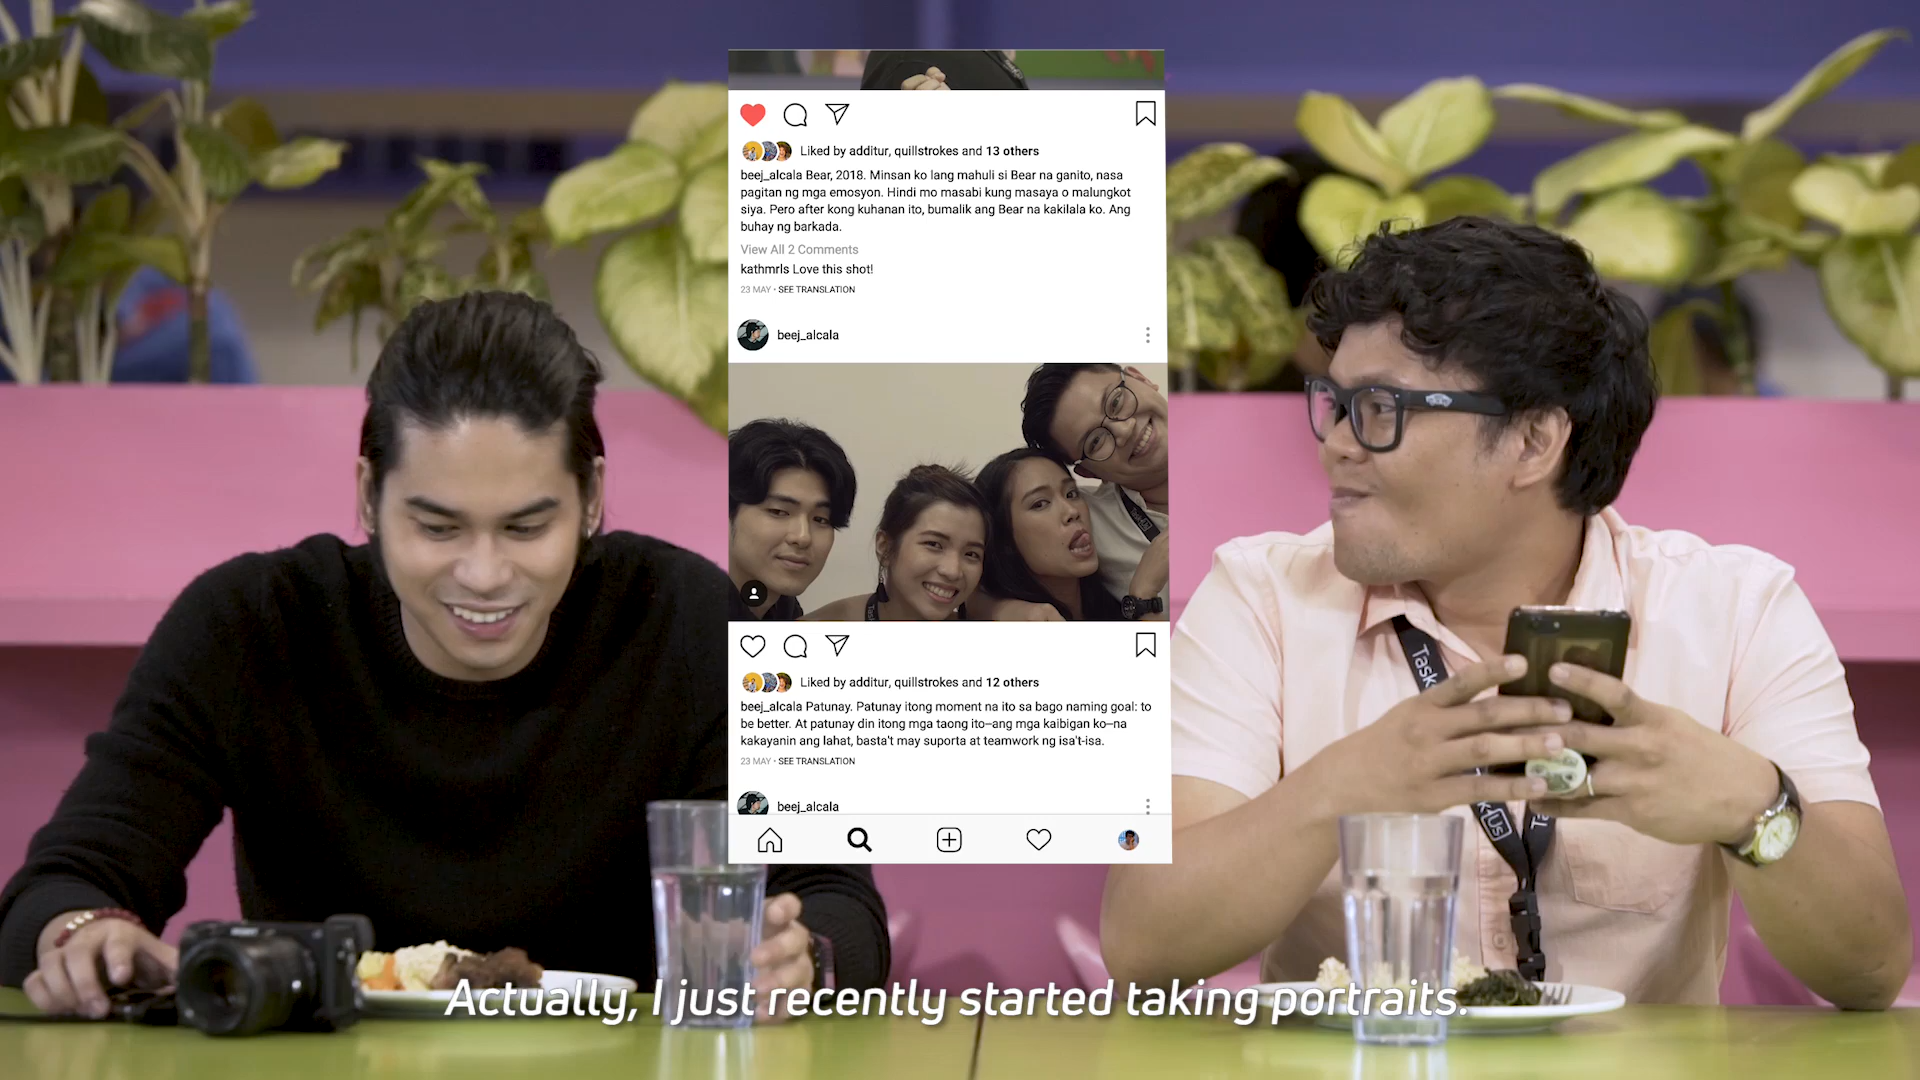 Liked by additur, quillstrokes and 13 others
beej_alcala Bear, 2018. Minsan ko lang mahuli si Bear na ganito, nasa
pagitan ng mga emosyon. Hindi mo masabi kung masaya o malungkot
siya. Pero after kong kuhanan ito, bumalik ang Bear na kakilala ko. Ang
buhay ng barkada.
View All 2 Comments
kathmrls Love this shot!
23 MAY • SEE TRANSLATION
beej_alcala
Liked by additur, quillstrokes and 12 others
beej_alcala Patunay. Patunay itong moment na ito sa bago naming goal: to
be better. At patunay din itong mga taong ito–ang mga kaibigan ko–na
kakayanin ang lahat, basta't may suporta at teamwork ng isa't-isa.
23 MAY • SEE TRANSLATION
beej_alcala
Task
k Us
Ta
Actually, I just recently started taking portraits.